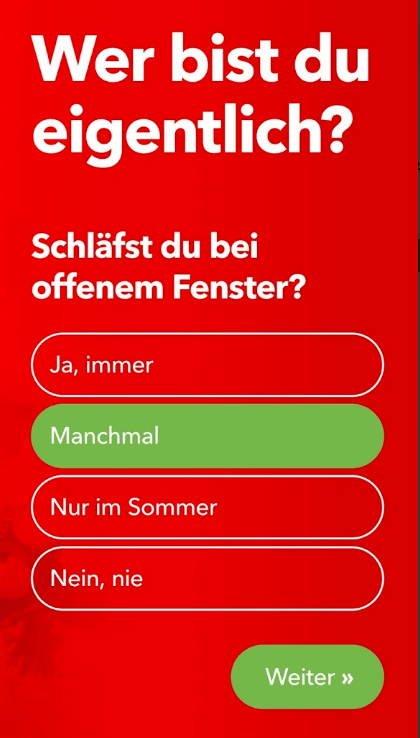 Wer bist du
eigentlich?
Schläfst du bei
offenem Fenster?
Ja, immer
Manchmal
Nur im Sommer
Nein, nie
Weiter »